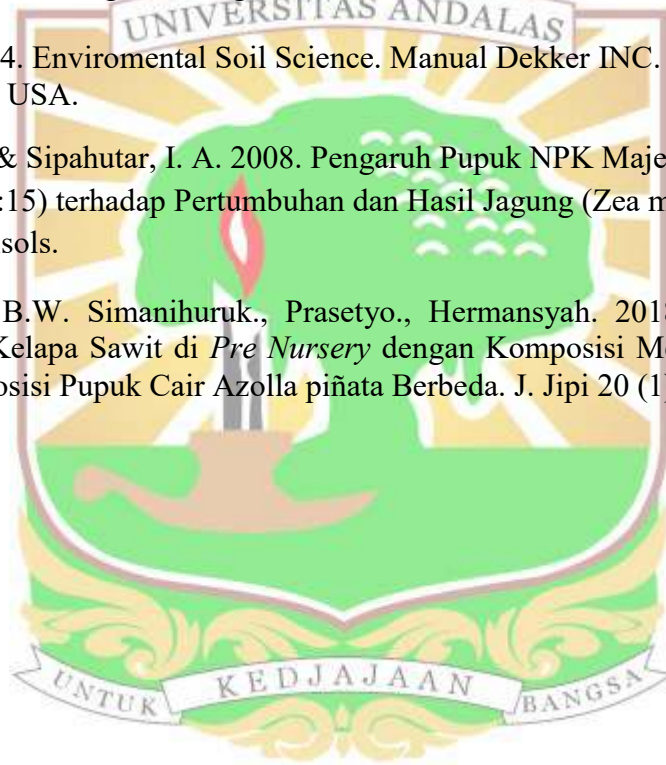 UNIVERSITAS ANDALAS
4. Enviromental Soil Science. Manual Dekker INC.
USA.
& Sipahutar, I. A. 2008. Pengaruh Pupuk NPK Maje
:15) terhadap Pertumbuhan dan Hasil Jagung (Zea m
sols.
B.W. Simanihuruk., Prasetyo., Hermansyah. 201
Kelapa Sawit di Pre Nursery dengan Komposisi M
osisi Pupuk Cair Azolla piñata Berbeda. J. Jipi 20 (1)
UNTUK KEDJAJAAN BANGSA